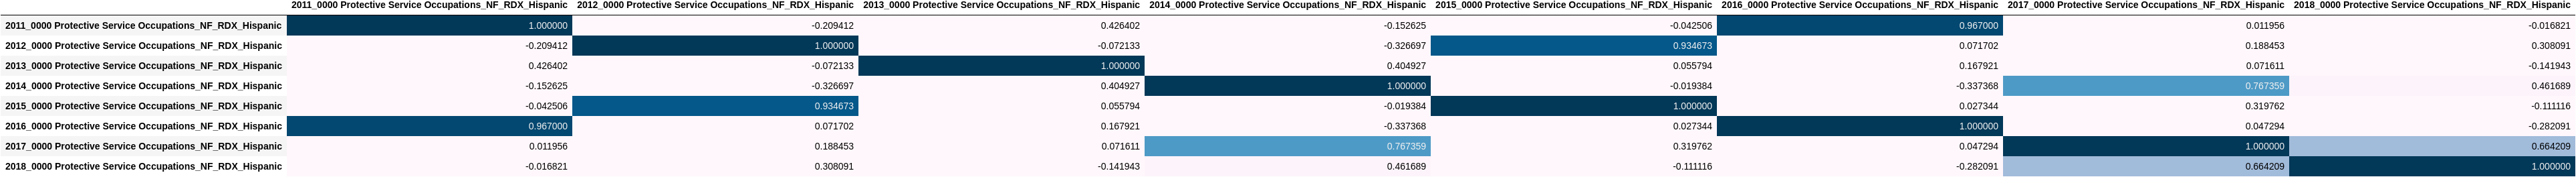 2011_0000 Protective Service Occupations_NF_RDX_Hispanic 2012_0000 Protective Service Occupations_NF_RDX_Hispanic 2013_0000 Protective Service Occupations_NF_RDX_Hispanic 2014_0000 Protective Service Occupations_NF_RDX_Hispanic 2015_0000 Protective Service Occupations_NF_RDX_Hispanic 2016_0000 Protective Service Occupations_NF_RDX_Hispanic 2017_0000 Protective Service Occupations_NF_RDX_Hispanic 2018_0000 Protective Service Occupations_NF_RDX_Hispanic
2011_0000 Protective Service Occupations_NF_RDX_Hispanic 1.000000 -0.209412 0.426402 -0.152625 -0.042506 0.967000 0.011956 -0.016821
2012_0000 Protective Service Occupations_NF_RDX_Hispanic -0.209412 1.000000 -0.072133 -0.326697 0.934673 0.071702 0.188453 0.308091
2013_0000 Protective Service Occupations_NF_RDX_Hispanic 0.426402 -0.072133 1.000000 0.404927 0.055794 0.167921 0.071611 -0.141943
2014_0000 Protective Service Occupations_NF_RDX_Hispanic -0.152625 -0.326697 0.404927 1.000000 -0.019384 -0.337368 0.767359 0.461689
2015_0000 Protective Service Occupations_NF_RDX_Hispanic -0.042506 0.934673 0.055794 -0.019384 1.000000 0.027344 0.319762 -0.111116
2016_0000 Protective Service Occupations_NF_RDX_Hispanic 0.967000 0.071702 0.167921 -0.337368 0.027344 1.000000 0.047294 -0.282091
2017_0000 Protective Service Occupations_NF_RDX_Hispanic 0.011956 0.188453 0.071611 0.767359 0.319762 0.047294 1.000000 0.664209
2018_0000 Protective Service Occupations_NF_RDX_Hispanic -0.016821 0.308091 -0.141943 0.461689 -0.111116 -0.282091 0.664209 1.000000